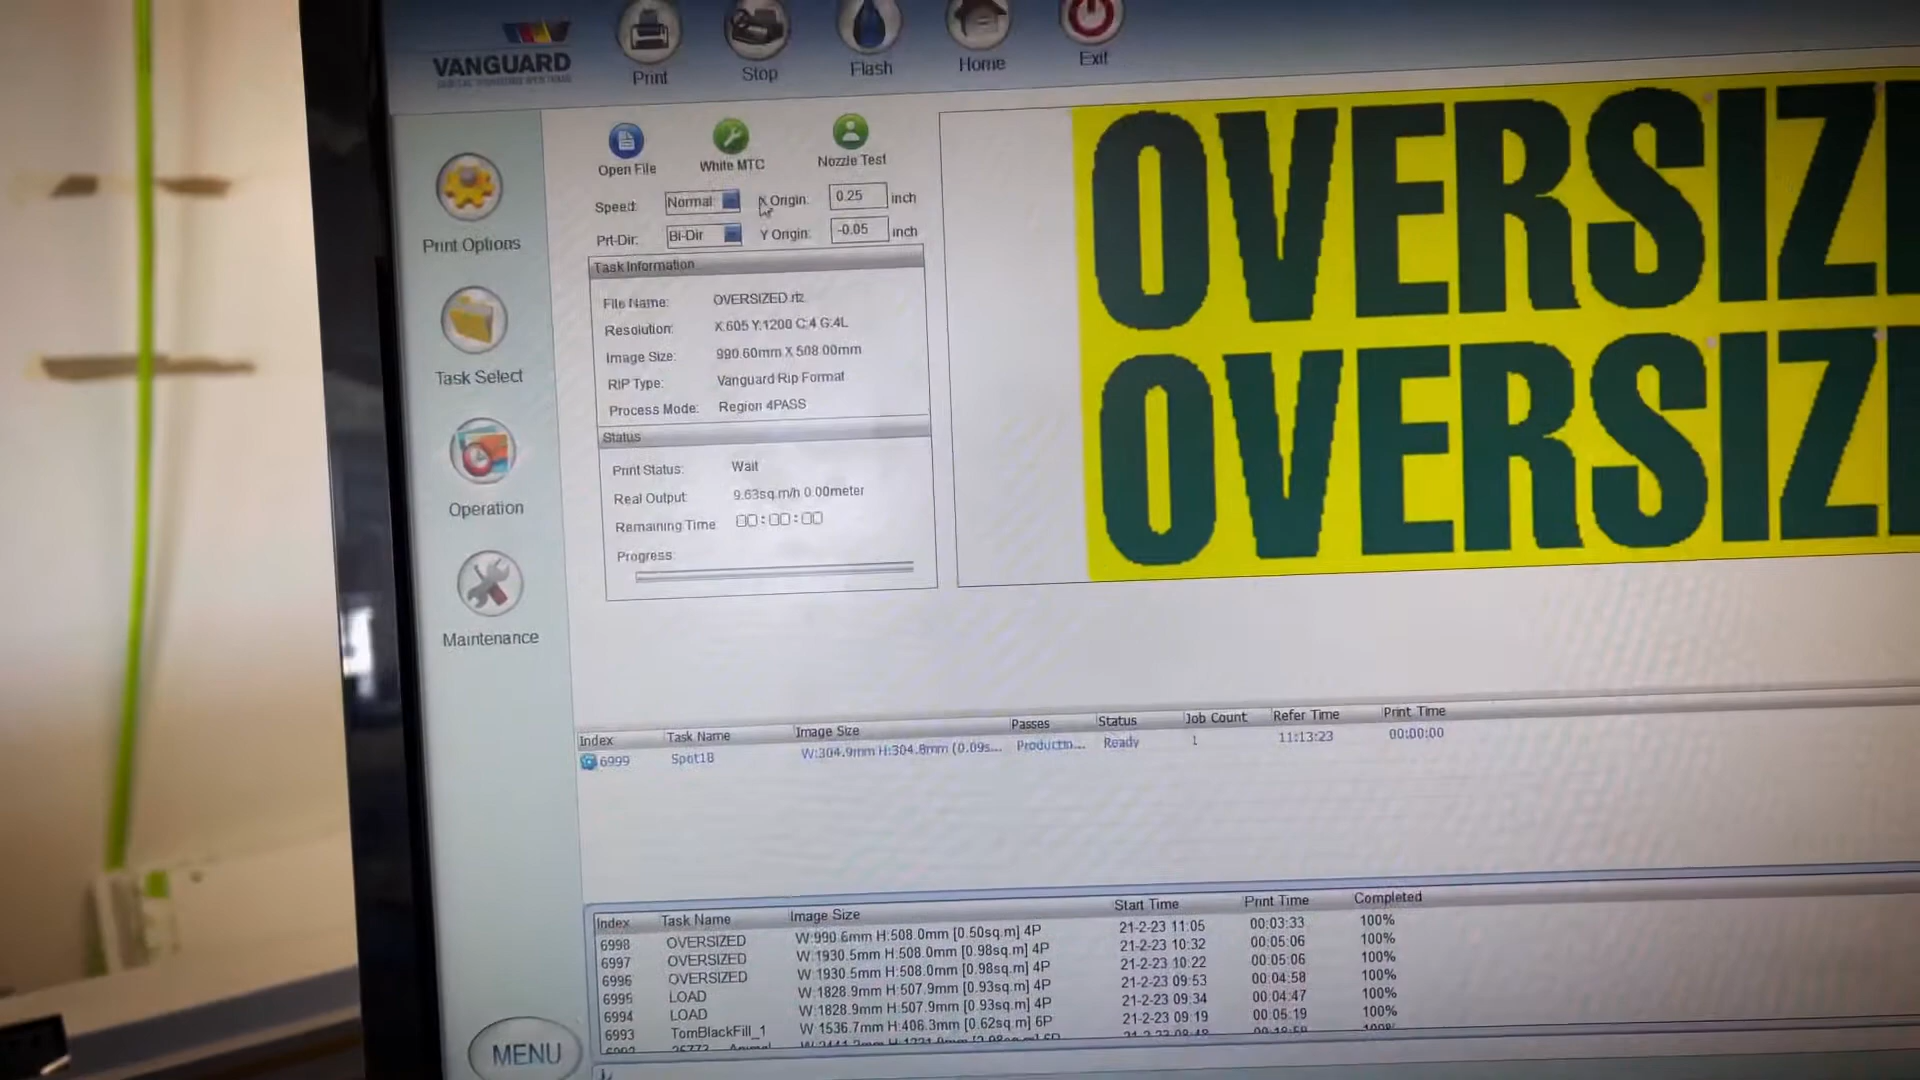 VANGUARD
Print
Stop
Flash
Home
Exit
Open File
White MTC
Nozzle Test
Speed: Normal X Origin: 0.25 inch
Prt-Dir: Bi-Dir Y Origin: -0.05 inch
Task Information
File Name: OVERSIZED.rtz
Resolution: X:605 Y:1200 C:4 G:4L
Image Size: 990.60mm X 508.00mm
RIP Type: Vanguard Rip Format
Process Mode: Region 4PASS
Status
Print Status: Wait
Real Output: 9.63sq.m/h 0.00meter
Remaining Time 00:00:00
Progress:
Print Options
Task Select
Operation
Maintenance
MENU
OVERSIZ
OVERSIZ
Index Task Name Image Size Passes Status Job Count Refer Time Print Time
6999 Spot1B W:304.9mm H:304.8mm (0.09s... Productin... Ready 1 11:13:23 00:00:00
Index Task Name Image Size Start Time Print Time Completed
6998 OVERSIZED W:990.6mm H:508.0mm [0.50sq.m] 4P 21-2-23 11:05 00:03:33 100%
6997 OVERSIZED W:1930.5mm H:508.0mm [0.98sq.m] 4P 21-2-23 10:32 00:05:06 100%
6996 OVERSIZED W:1930.5mm H:508.0mm [0.98sq.m] 4P 21-2-23 10:22 00:05:06 100%
6995 LOAD W:1828.9mm H:507.9mm [0.93sq.m] 4P 21-2-23 09:53 00:04:58 100%
6994 LOAD W:1828.9mm H:507.9mm [0.93sq.m] 4P 21-2-23 09:34 00:04:47 100%
6993 TomBlackFill_1 W:1536.7mm H:406.3mm [0.62sq.m] 6P 21-2-23 09:19 00:05:19 100%